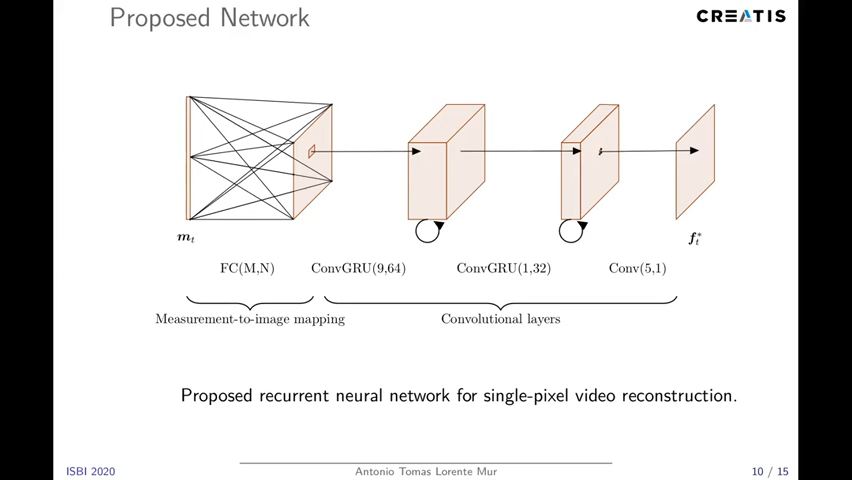 Proposed Network
CREATIS
m_t
f_t^*
FC(M,N)
ConvGRU(9,64)
ConvGRU(1,32)
Conv(5,1)
Measurement-to-image mapping
Convolutional layers
Proposed recurrent neural network for single-pixel video reconstruction.
ISBI 2020
Antonio Tomas Lorente Mur
10 / 15